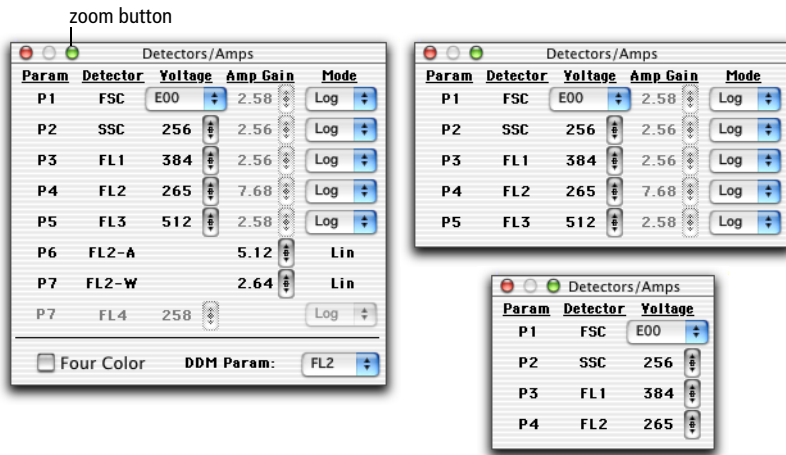 zoom button
Detectors/Amps
Param Detector Voltage Amp Gain Mode
P1 FSC E00 2.58 Log
P2 SSC 256 2.56 Log
P3 FL1 384 2.56 Log
P4 FL2 265 7.68 Log
P5 FL3 512 2.58 Log
P6 FL2-A 5.12 Lin
P7 FL2-W 2.64 Lin
P7 FL4 258 Log
Four Color DDM Param: FL2
Detectors/Amps
Param Detector Voltage Amp Gain Mode
P1 FSC E00 2.58 Log
P2 SSC 256 2.56 Log
P3 FL1 384 2.56 Log
P4 FL2 265 7.68 Log
P5 FL3 512 2.58 Log
Detectors/Amps
Param Detector Voltage
P1 FSC E00
P2 SSC 256
P3 FL1 384
P4 FL2 265